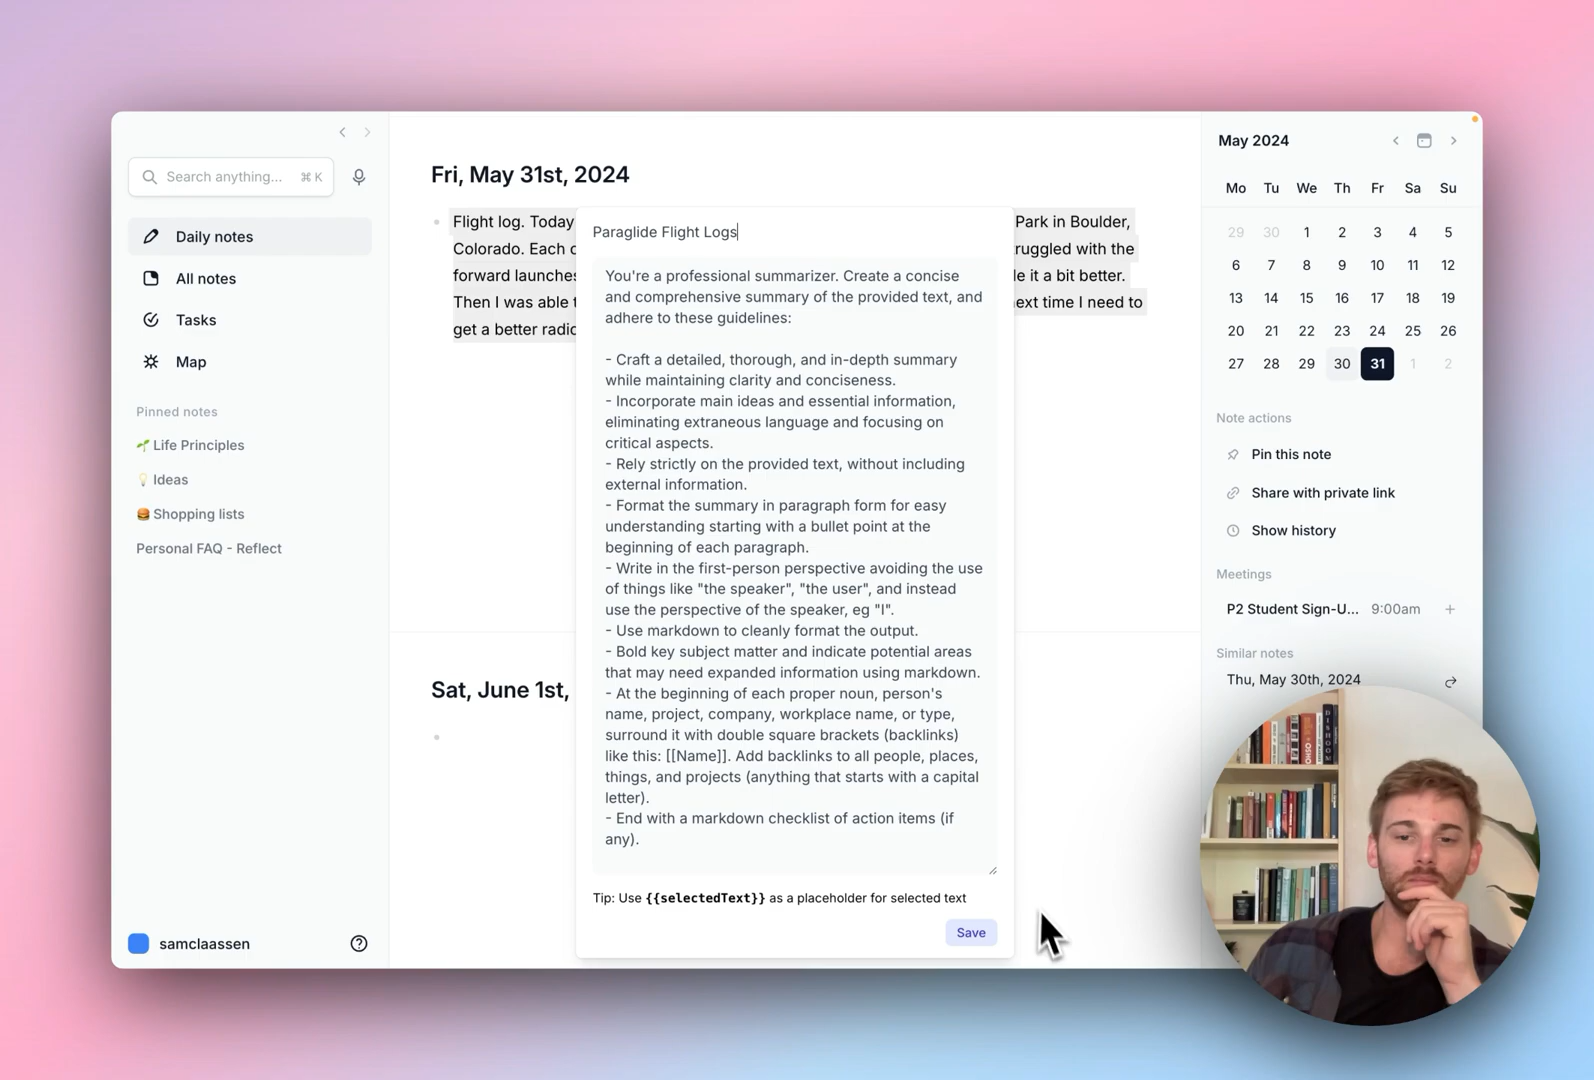 Search anything... ⌘ K
Daily notes
All notes
Tasks
Map
Pinned notes
🌱 Life Principles
💡 Ideas
🍔 Shopping lists
Personal FAQ - Reflect
samclaassen
Fri, May 31st, 2024
Flight log. Today
Park in Boulder,
Colorado. Each
ruggled with the
forward launches
le it a bit better.
Then I was able
next time I need to
get a better radio
Sat, June 1st,
Paraglide Flight Logs
You're a professional summarizer. Create a concise
and comprehensive summary of the provided text, and
adhere to these guidelines:
- Craft a detailed, thorough, and in-depth summary
while maintaining clarity and conciseness.
- Incorporate main ideas and essential information,
eliminating extraneous language and focusing on
critical aspects.
- Rely strictly on the provided text, without including
external information.
- Format the summary in paragraph form for easy
understanding starting with a bullet point at the
beginning of each paragraph.
- Write in the first-person perspective avoiding the use
of things like "the speaker", "the user", and instead
use the perspective of the speaker, eg "I".
- Use markdown to cleanly format the output.
- Bold key subject matter and indicate potential areas
that may need expanded information using markdown.
- At the beginning of each proper noun, person's
name, project, company, workplace name, or type,
surround it with double square brackets (backlinks)
like this: [[Name]]. Add backlinks to all people, places,
things, and projects (anything that starts with a capital
letter).
- End with a markdown checklist of action items (if
any).
Tip: Use {{selectedText}} as a placeholder for selected text
Save
May 2024
Mo Tu We Th Fr Sa Su
29 30 1 2 3 4 5
6 7 8 9 10 11 12
13 14 15 16 17 18 19
20 21 22 23 24 25 26
27 28 29 30 31 1 2
Note actions
Pin this note
Share with private link
Show history
Meetings
P2 Student Sign-U... 9:00am
Similar notes
Thu, May 30th, 2024
DISHOOM